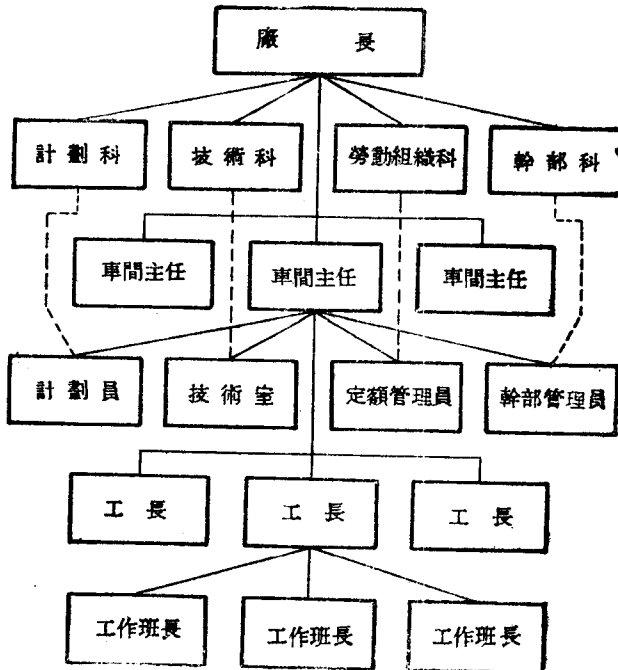 廠長
計劃科
技術科
勞動組織科
幹部科
車間主任
車間主任
車間主任
計劃員
技術室
定額管理員
幹部管理員
工長
工長
工長
工作班長
工作班長
工作班長